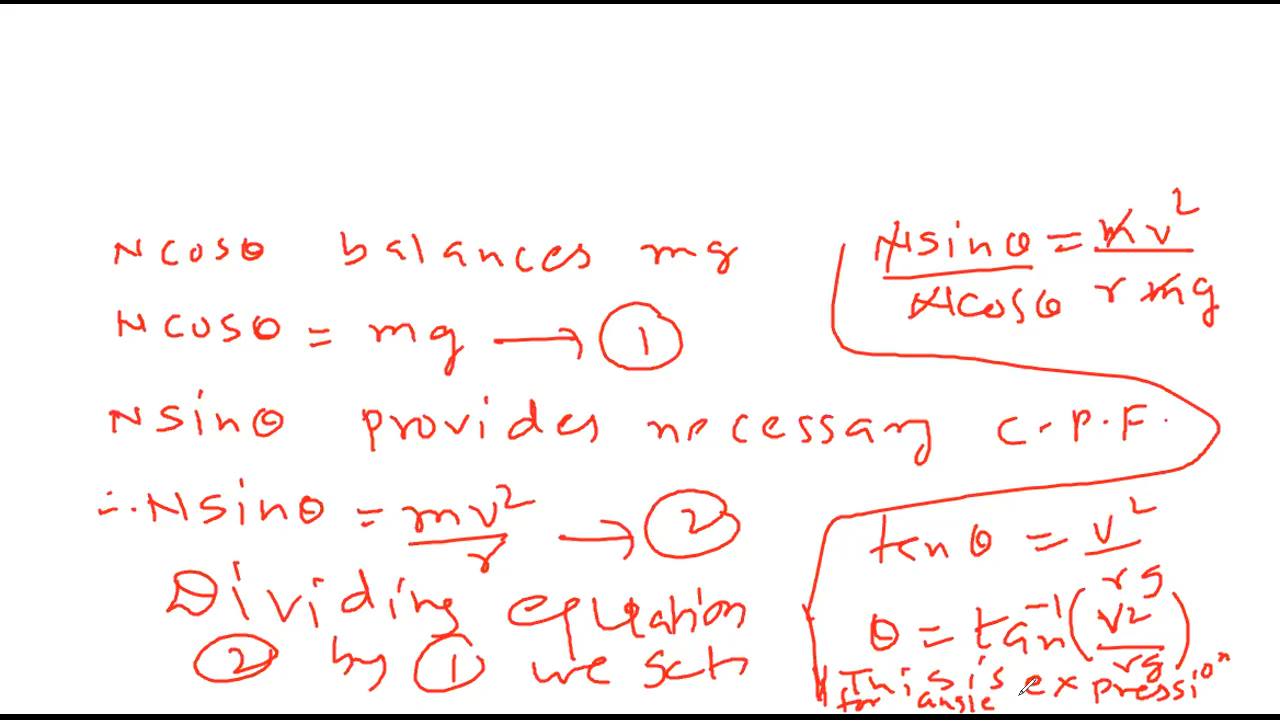 Ncosθ balances mg
Ncosθ = mg → ①
Nsinθ provides necessary C.P.F.
∴ Nsinθ = mv²/r → ②
Dividing equation
② by ① we get
Nsinθ/Ncosθ = mv²/rmg
tanθ = v²/rg
θ = tan⁻¹(v²/rg)
This is expression
for angle